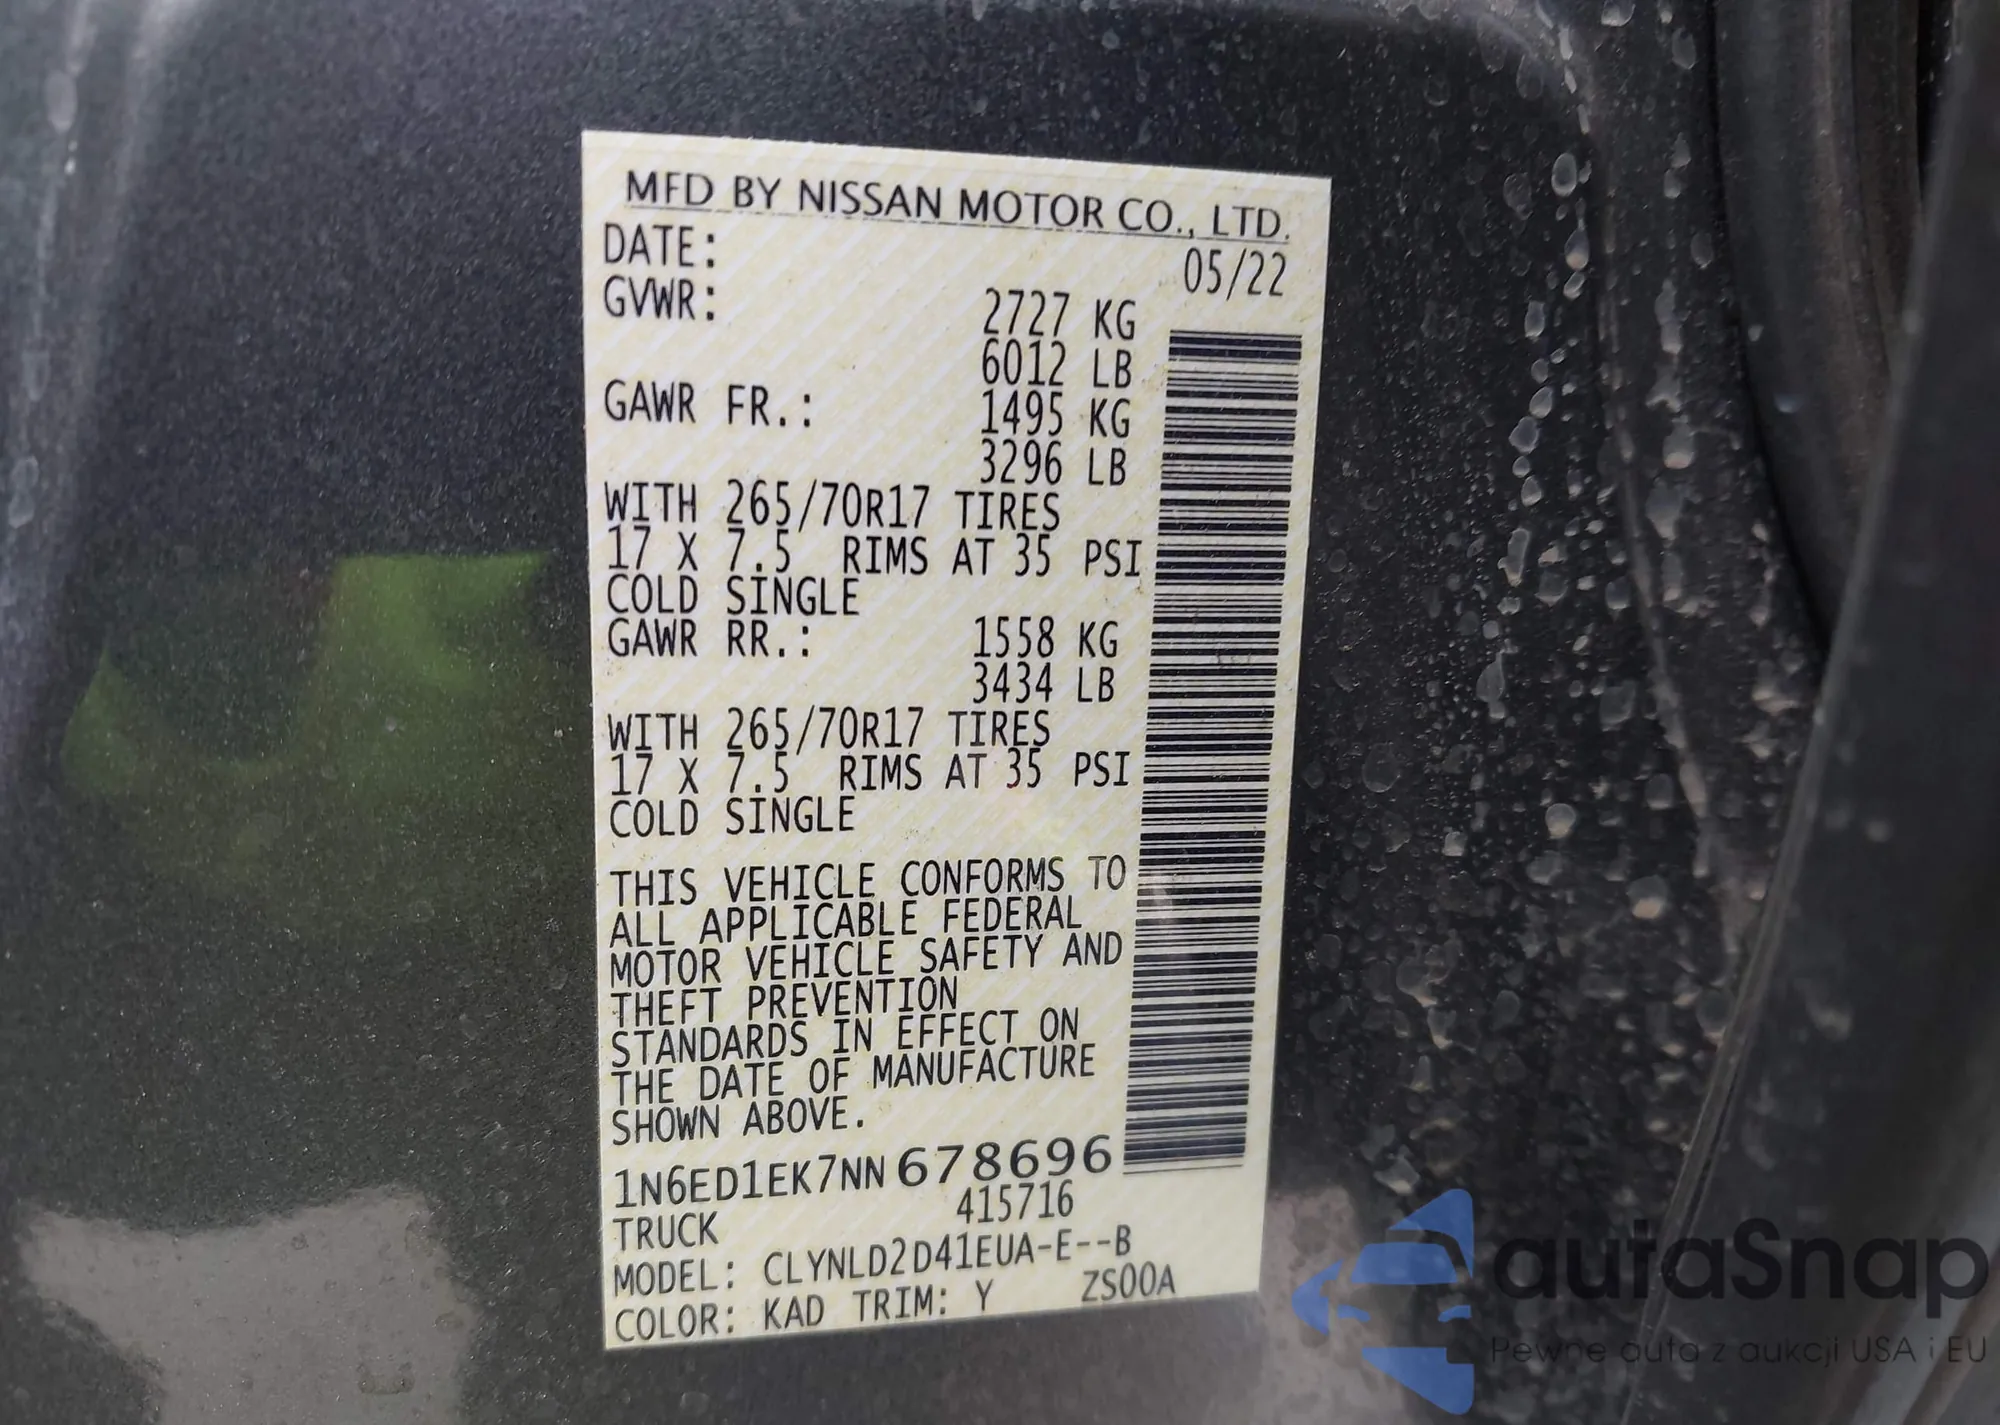 MFD BY NISSAN MOTOR CO., LTD.
DATE: 05/22
GVWR: 2727 KG
6012 LB
GAWR FR.: 1495 KG
3296 LB
WITH 265/70R17 TIRES
17 X 7.5 RIMS AT 35 PSI
COLD SINGLE
GAWR RR.: 1558 KG
3434 LB
WITH 265/70R17 TIRES
17 X 7.5 RIMS AT 35 PSI
COLD SINGLE
THIS VEHICLE CONFORMS TO
ALL APPLICABLE FEDERAL
MOTOR VEHICLE SAFETY AND
THEFT PREVENTION
STANDARDS IN EFFECT ON
THE DATE OF MANUFACTURE
SHOWN ABOVE.
1N6ED1EK7NN678696
TRUCK 415716
MODEL: CLYNLD2D41EUA-E--B
COLOR: KAD TRIM: Y ZS00A
autaSnap
Pewne auta z aukcji USA i EU